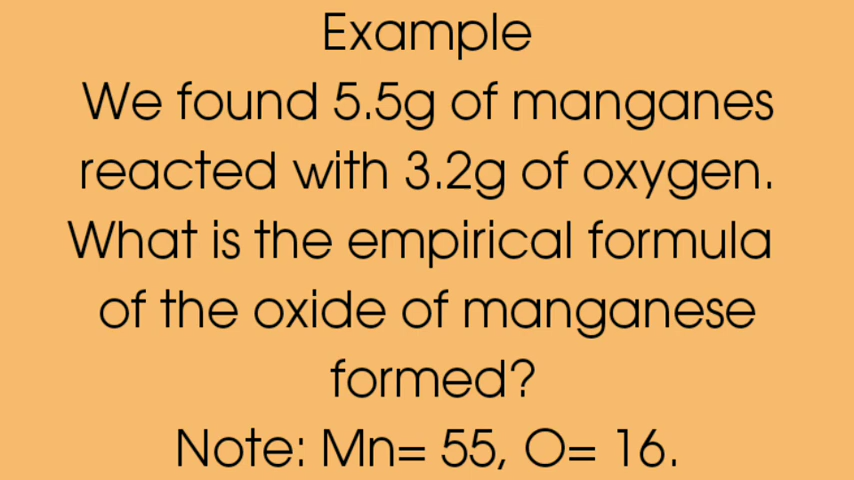 Example
We found 5.5g of manganes
reacted with 3.2g of oxygen.
What is the empirical formula
of the oxide of manganese
formed?
Note: Mn= 55, O= 16.